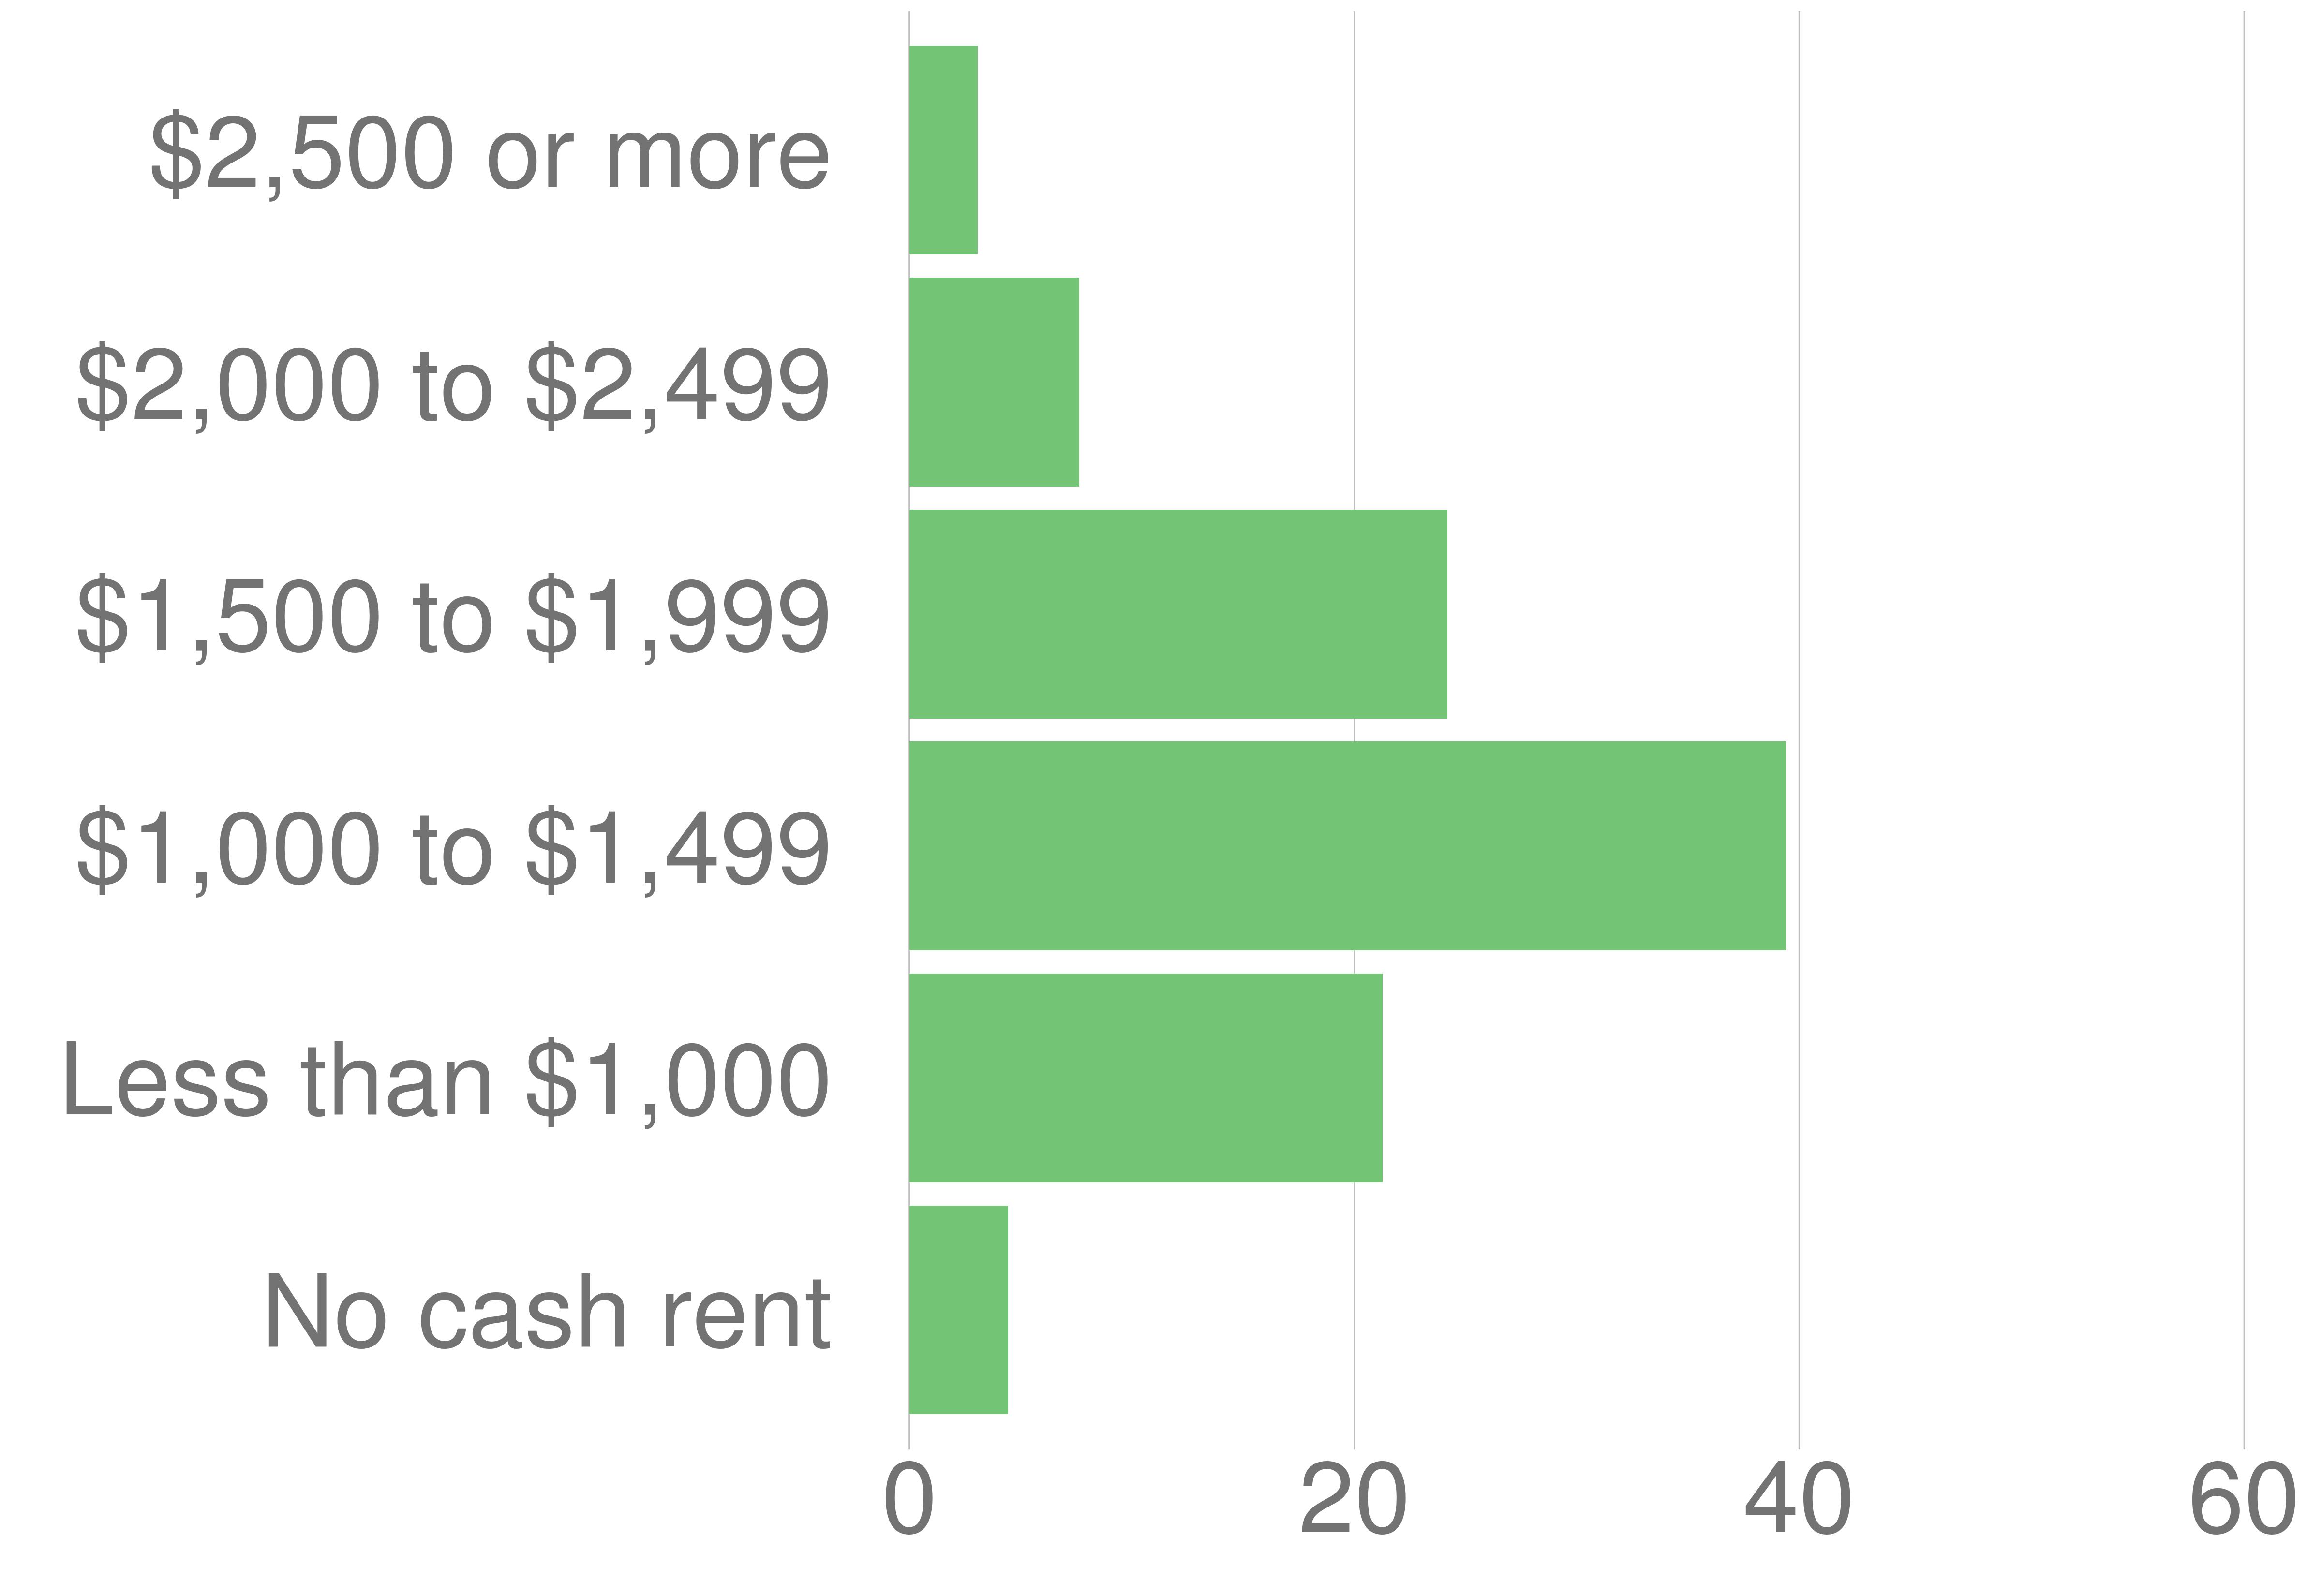 $2,500 or more
$2,000 to $2,499
$1,500 to $1,999
$1,000 to $1,499
Less than $1,000
No cash rent
0 20 40 60